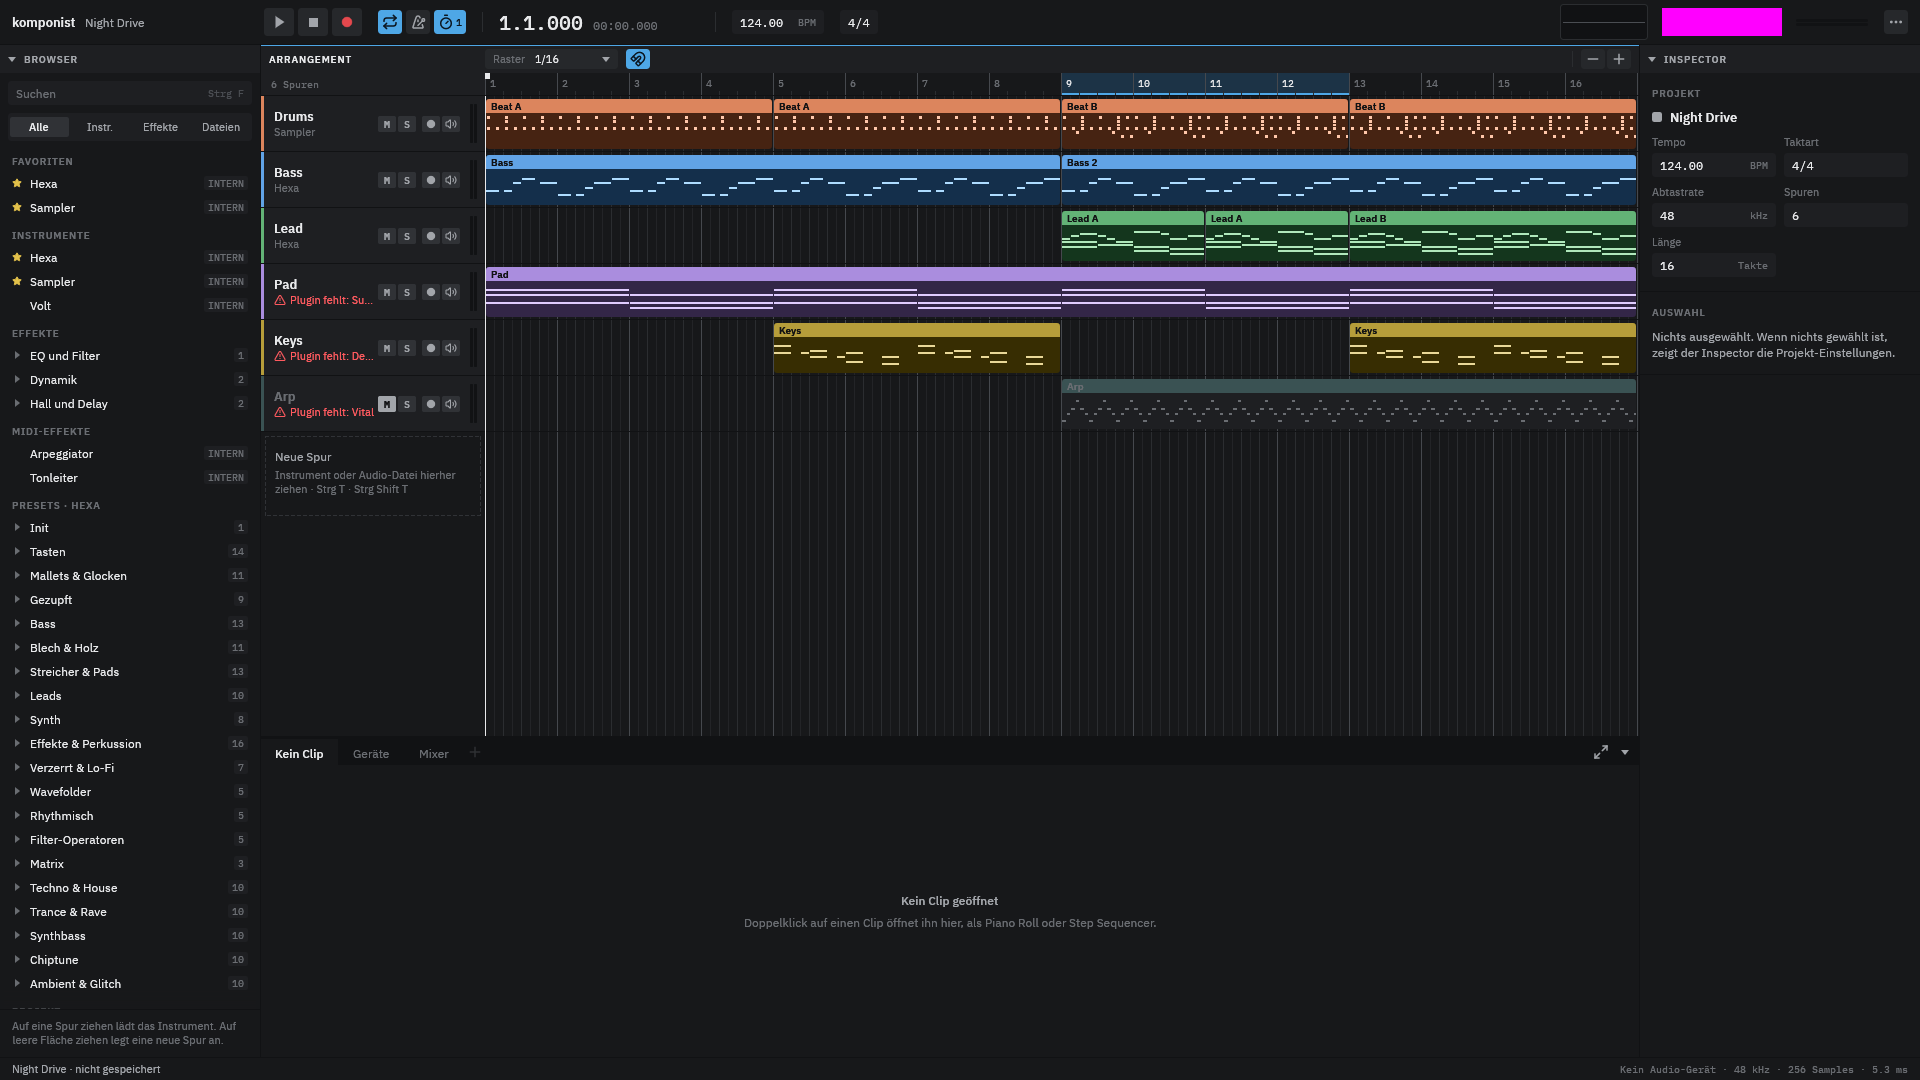 komponist Night Drive
1
1.1.000 00:00.000
124.00 BPM
4/4
BROWSER
Suchen Strg F
Alle Instr. Effekte Dateien
FAVORITEN
Hexa INTERN
Sampler INTERN
INSTRUMENTE
Hexa INTERN
Sampler INTERN
Volt INTERN
EFFEKTE
EQ und Filter 1
Dynamik 2
Hall und Delay 2
MIDI-EFFEKTE
Arpeggiator INTERN
Tonleiter INTERN
PRESETS · HEXA
Init 1
Tasten 14
Mallets & Glocken 11
Gezupft 9
Bass 13
Blech & Holz 11
Streicher & Pads 13
Leads 10
Synth 8
Effekte & Perkussion 16
Verzerrt & Lo-Fi 7
Wavefolder 5
Rhythmisch 5
Filter-Operatoren 5
Matrix 3
Techno & House 10
Trance & Rave 10
Synthbass 10
Chiptune 10
Ambient & Glitch 10
Auf eine Spur ziehen lädt das Instrument. Auf
leere Fläche ziehen legt eine neue Spur an.
ARRANGEMENT
Raster 1/16
6 Spuren
1 2 3 4 5 6 7 8 9 10 11 12 13 14 15 16
Drums
Sampler
M S
Beat A Beat A Beat B Beat B
Bass
Hexa
M S
Bass Bass 2
Lead
Hexa
M S
Lead A Lead A Lead B
Pad
Plugin fehlt: Su...
M S
Pad
Keys
Plugin fehlt: De...
M S
Keys Keys
Arp
Plugin fehlt: Vital
M S
Arp
Neue Spur
Instrument oder Audio-Datei hierher
ziehen · Strg T · Strg Shift T
Kein Clip Geräte Mixer
Kein Clip geöffnet
Doppelklick auf einen Clip öffnet ihn hier, als Piano Roll oder Step Sequencer.
INSPECTOR
PROJEKT
Night Drive
Tempo Taktart
124.00 BPM 4/4
Abtastrate Spuren
48 kHz 6
Länge
16 Takte
AUSWAHL
Nichts ausgewählt. Wenn nichts gewählt ist,
zeigt der Inspector die Projekt-Einstellungen.
Night Drive · nicht gespeichert
Kein Audio-Gerät · 48 kHz · 256 Samples · 5.3 ms